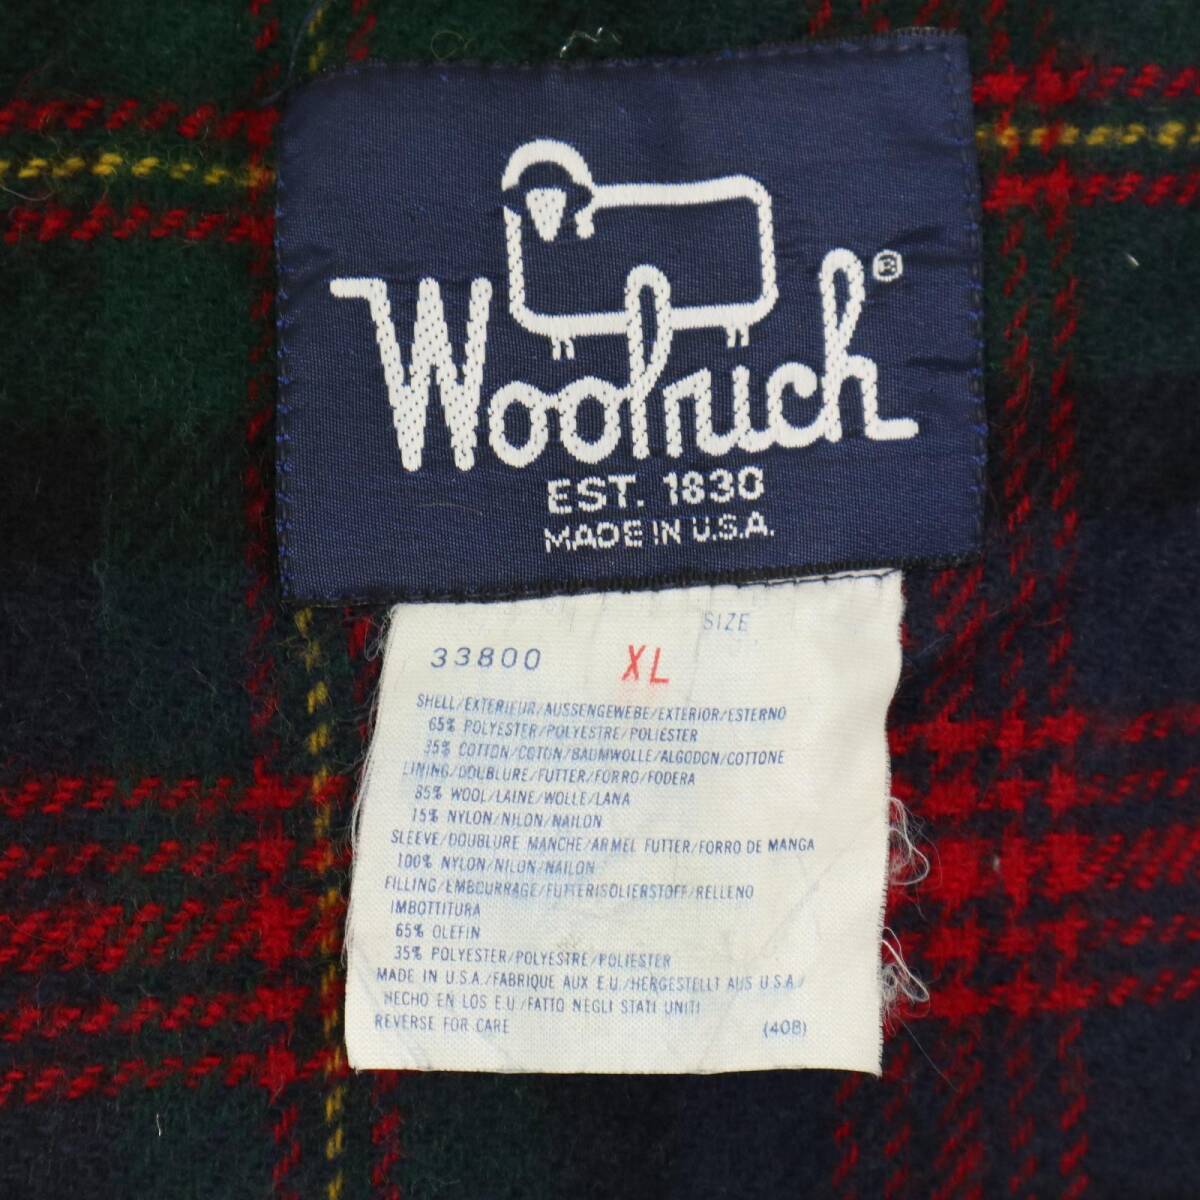 Woolrich®
EST. 1830
MADE IN U.S.A.
SIZE
33800 XL
SHELL/EXTERIEUR/AUSSENGEWEBE/EXTERIOR/ESTERNO
65% POLYESTER/POLYESTRE/POLIESTER
35% COTTON/COTON/BAUMWOLLE/ALGODON/COTTONE
LINING/DOUBLURE/FUTTER/FORRO/FODERA
85% WOOL/LAINE/WOLLE/LANA
15% NYLON/NILON/NAILON
SLEEVE/DOUBLURE MANCHE/ARMEL FUTTER/FORRO DE MANGA
100% NYLON/NILON/NAILON
FILLING/EMBOURRAGE/FUTTERISOLIERSTOFF/RELLENO
IMBOTTITURA
65% OLEFIN
35% POLYESTER/POLYESTRE/POLIESTER
MADE IN U.S.A./FABRIQUE AUX E.U./HERGESTELLT AUS U.S.A./
HECHO EN LOS E.U./FATTO NEGLI STATI UNITI
REVERSE FOR CARE (40B)